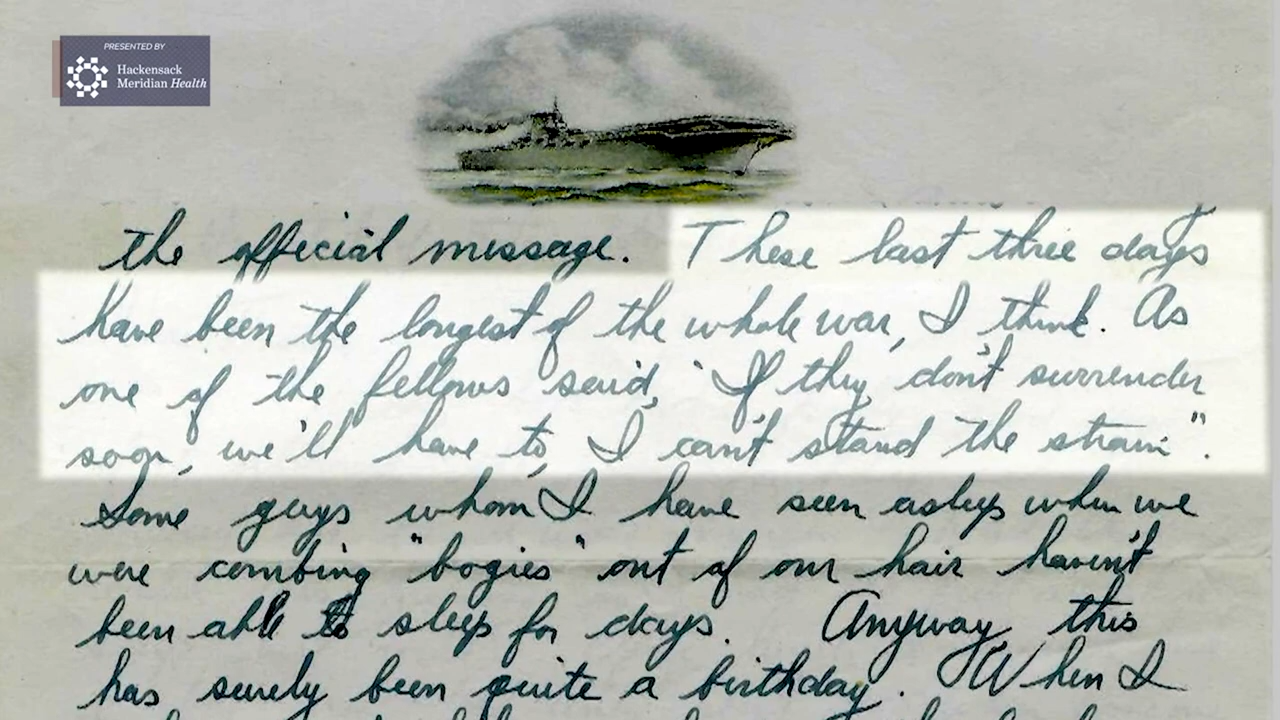 PRESENTED BY
Hackensack
Meridian Health
the official message. These last three days
have been the longest of the whole war, I think. As
one of the fellows said, "If they don't surrender
soon, we'll have to, I can't stand the strain".
Some guys whom I have seen asleep when we
were combing "bogies" out of our hair haven't
been able to sleep for days. Anyway this
has surely been quite a birthday. When I